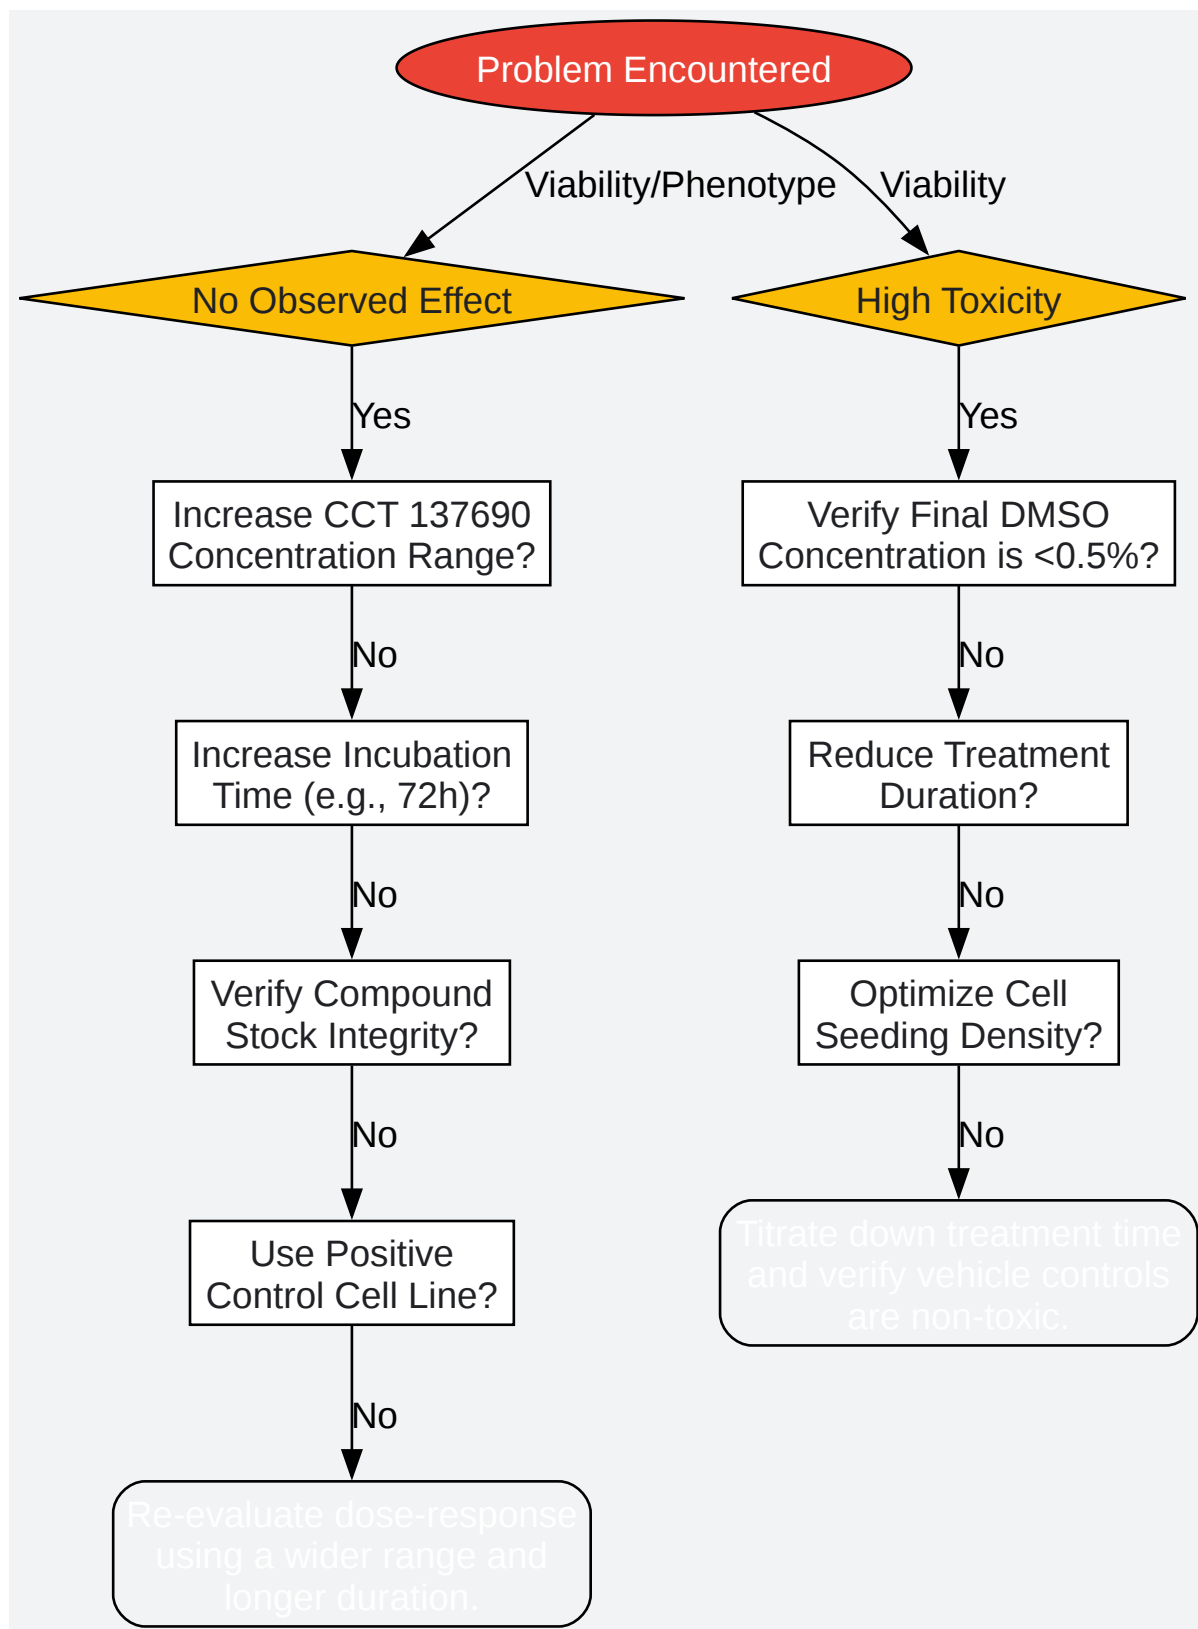 Problem Encountered
Viability/Phenotype
Viability
No Observed Effect
High Toxicity
Yes
Yes
Increase CCT 137690
Concentration Range?
Verify Final DMSO
Concentration is <0.5%?
No
No
Increase Incubation
Time (e.g., 72h)?
Reduce Treatment
Duration?
No
No
Verify Compound
Stock Integrity?
Optimize Cell
Seeding Density?
No
No
Use Positive
Control Cell Line?
Titrate down treatment time
and verify vehicle controls
are non-toxic.
No
Re-evaluate dose-response
using a wider range and
longer duration.